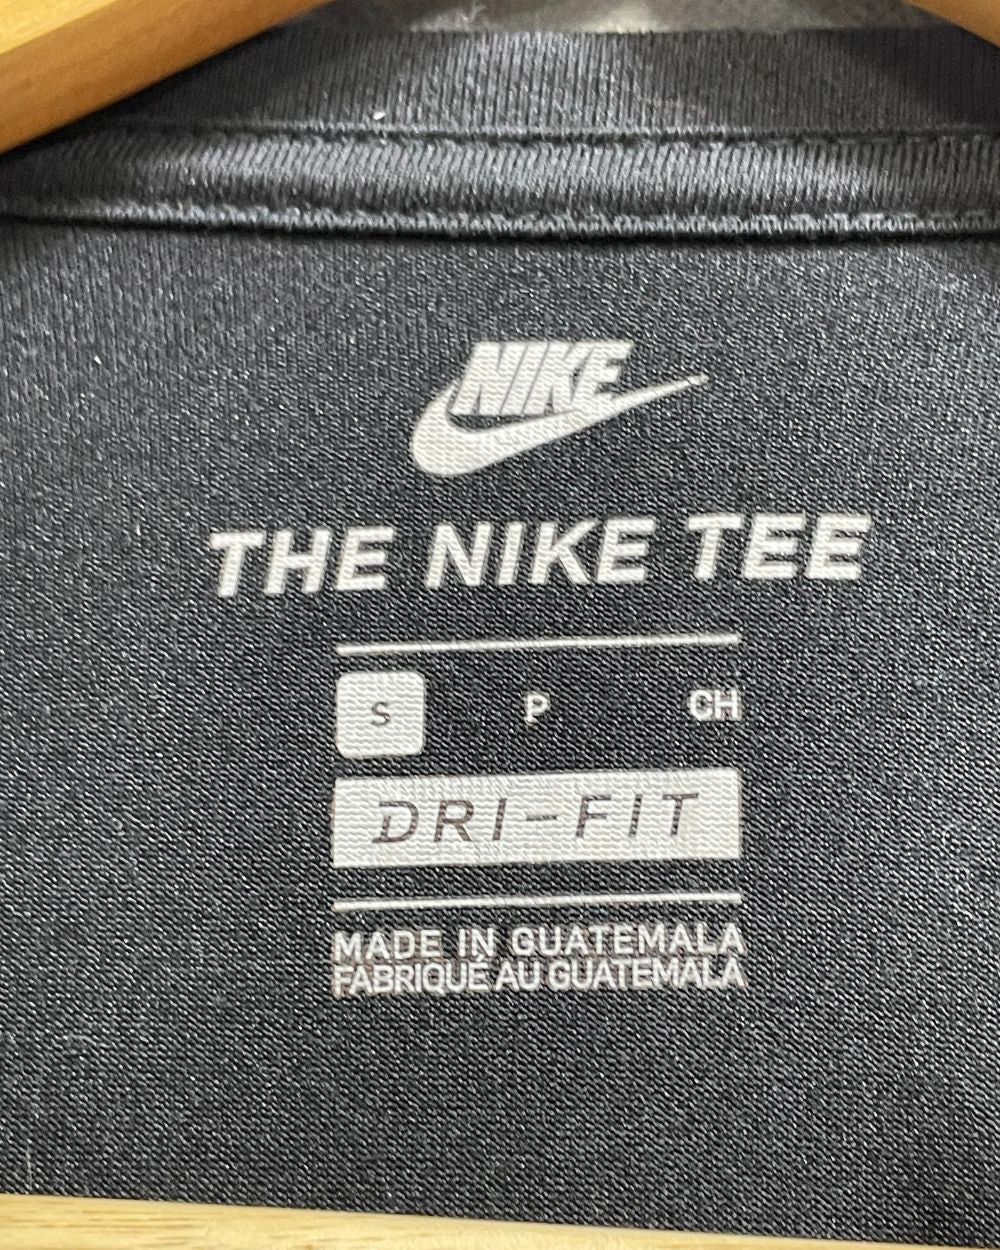 NIKE
THE NIKE TEE
S P CH
DRI-FIT
MADE IN GUATEMALA
FABRIQUÉ AU GUATEMALA